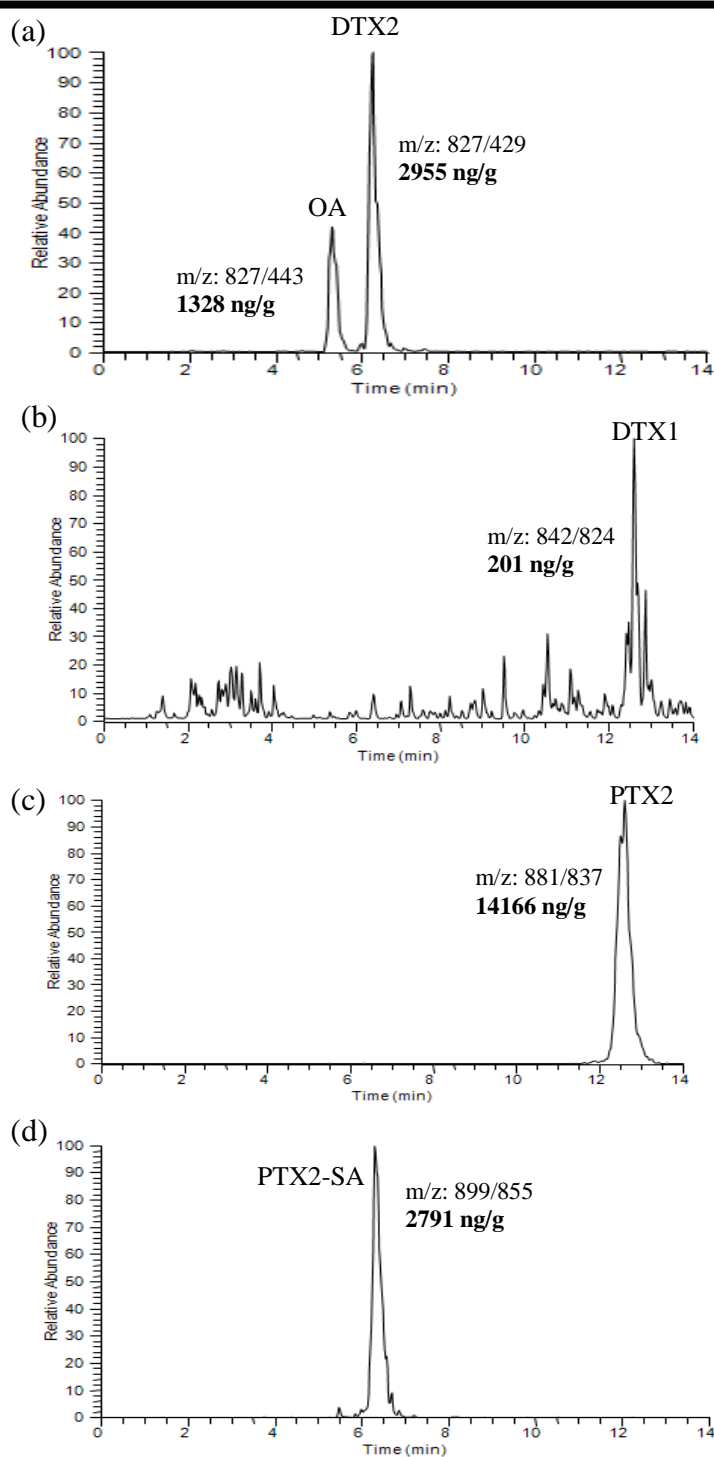 (a)
DTX2
100
90
80
70
60
50
40
30
20
10
0
Relative Abundance
m/z: 827/429
2955 ng/g
OA
m/z: 827/443
1328 ng/g
0 2 4 6 8 10 12 14
Time (min)
(b)
DTX1
100
90
80
70
60
50
40
30
20
10
0
Relative Abundance
m/z: 842/824
201 ng/g
0 2 4 6 8 10 12 14
Time (min)
(c)
PTX2
100
90
80
70
60
50
40
30
20
10
0
Relative Abundance
m/z: 881/837
14166 ng/g
0 2 4 6 8 10 12 14
Time (min)
(d)
100
90
80
70
60
50
40
30
20
10
0
Relative Abundance
PTX2-SA
m/z: 899/855
2791 ng/g
0 2 4 6 8 10 12 14
Time (min)